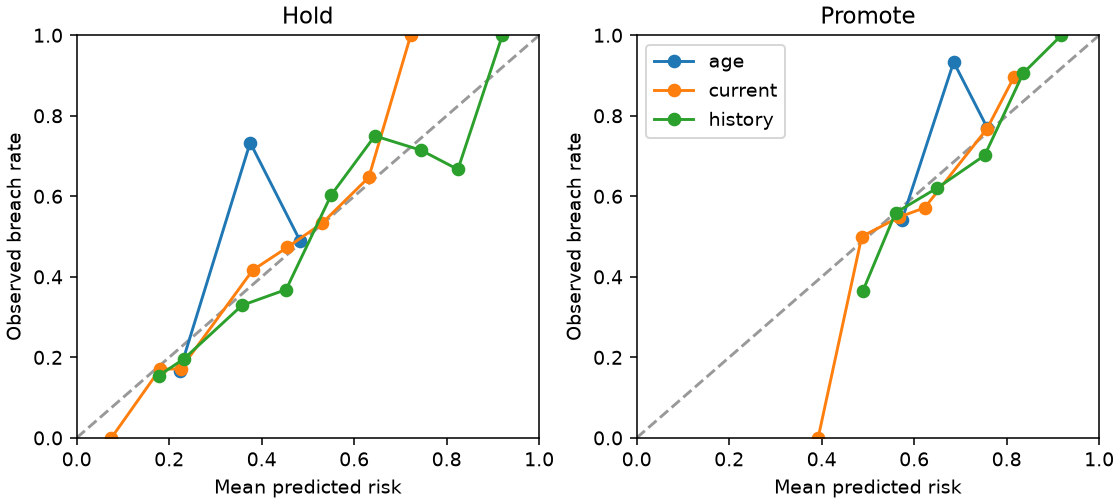 Hold
Observed breach rate
1.0
0.8
0.6
0.4
0.2
0.0
0.0 0.2 0.4 0.6 0.8 1.0
Mean predicted risk
Promote
age
current
history
Observed breach rate
1.0
0.8
0.6
0.4
0.2
0.0
0.0 0.2 0.4 0.6 0.8 1.0
Mean predicted risk